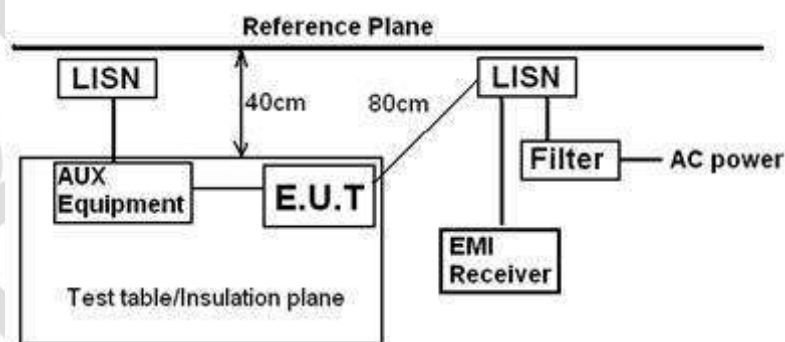 Reference Plane
LISN
40cm
80cm
LISN
Filter
AC power
AUX
Equipment
E.U.T
EMI
Receiver
Test table/Insulation plane